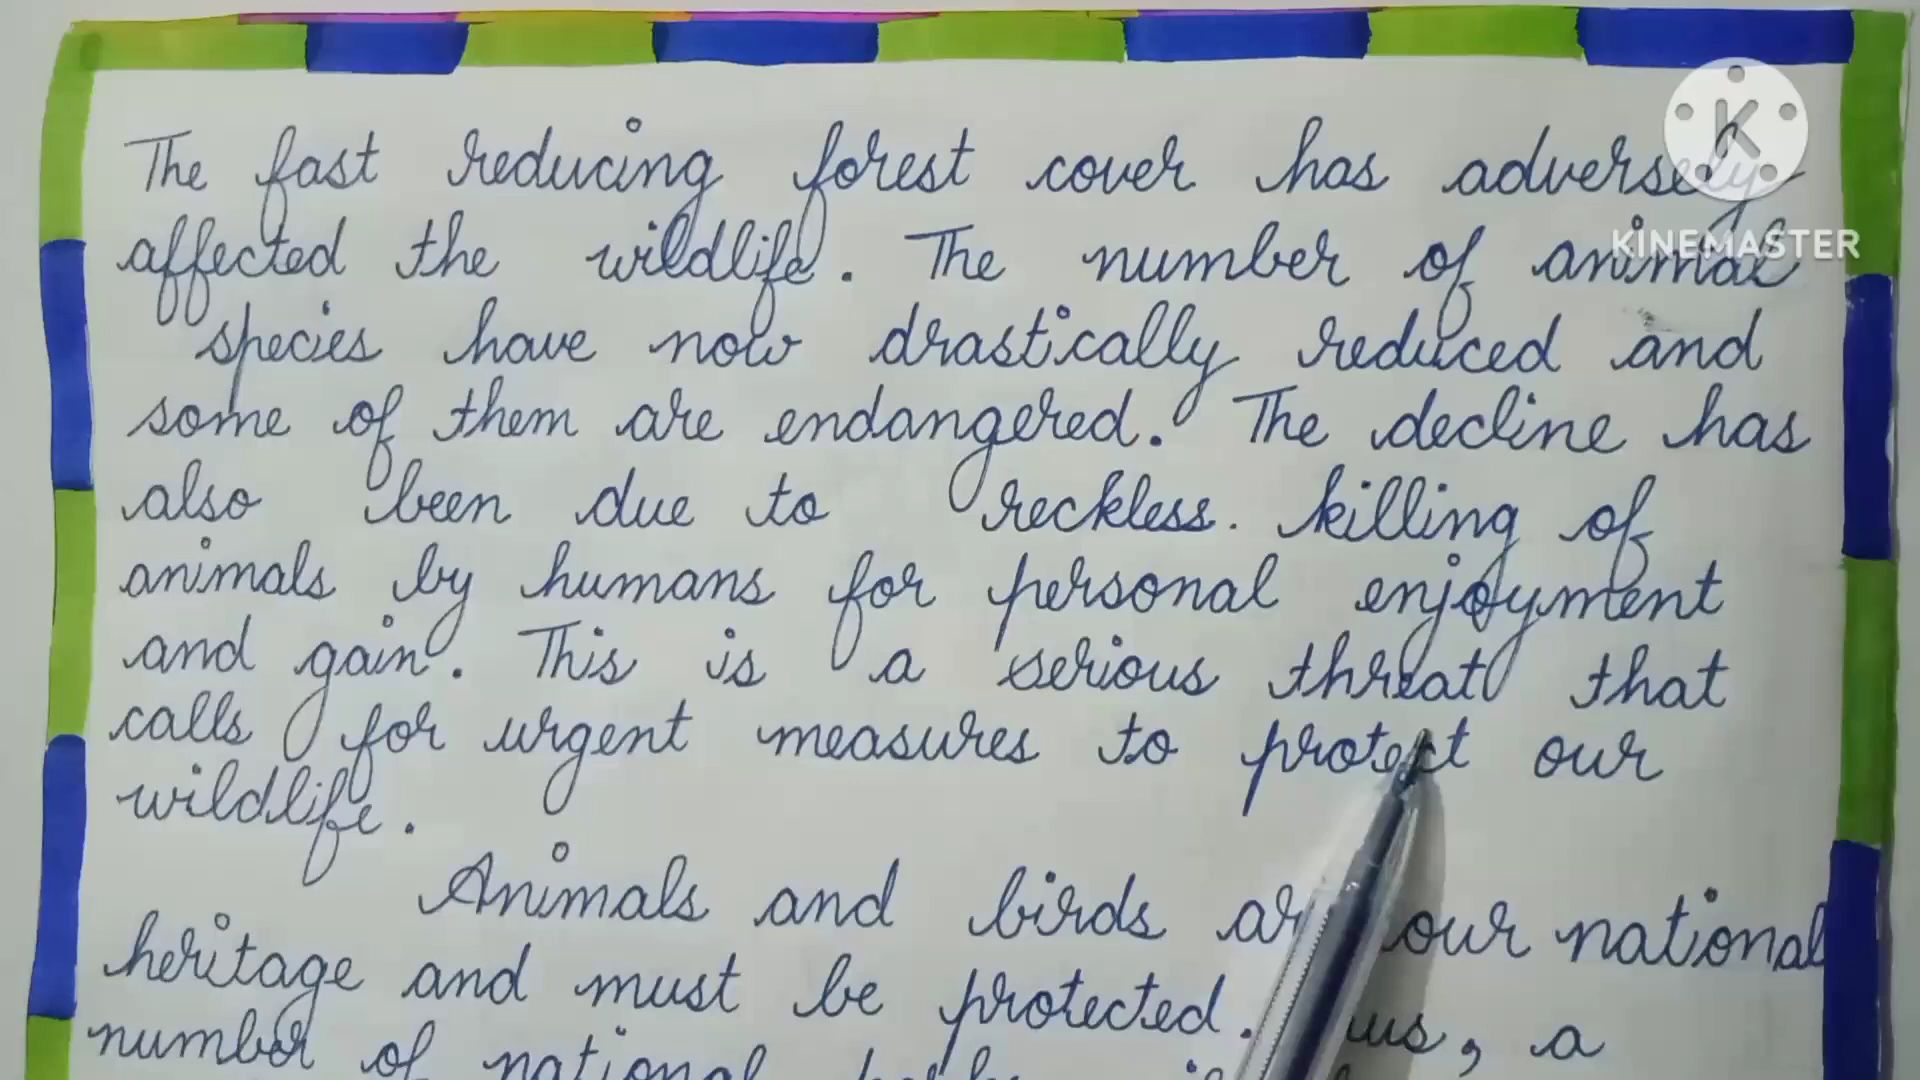 The fast reducing forest cover has adversely
affected the wildlife. The number of animal
species have now drastically reduced and
some of them are endangered. The decline has
also been due to reckless. killing of
animals by humans for personal enjoyment
and gain. This is a serious threat that
calls for urgent measures to protect our
wildlife.
Animals and birds our national
heritage and must be protected. , a
number of national
K
KINEMASTER